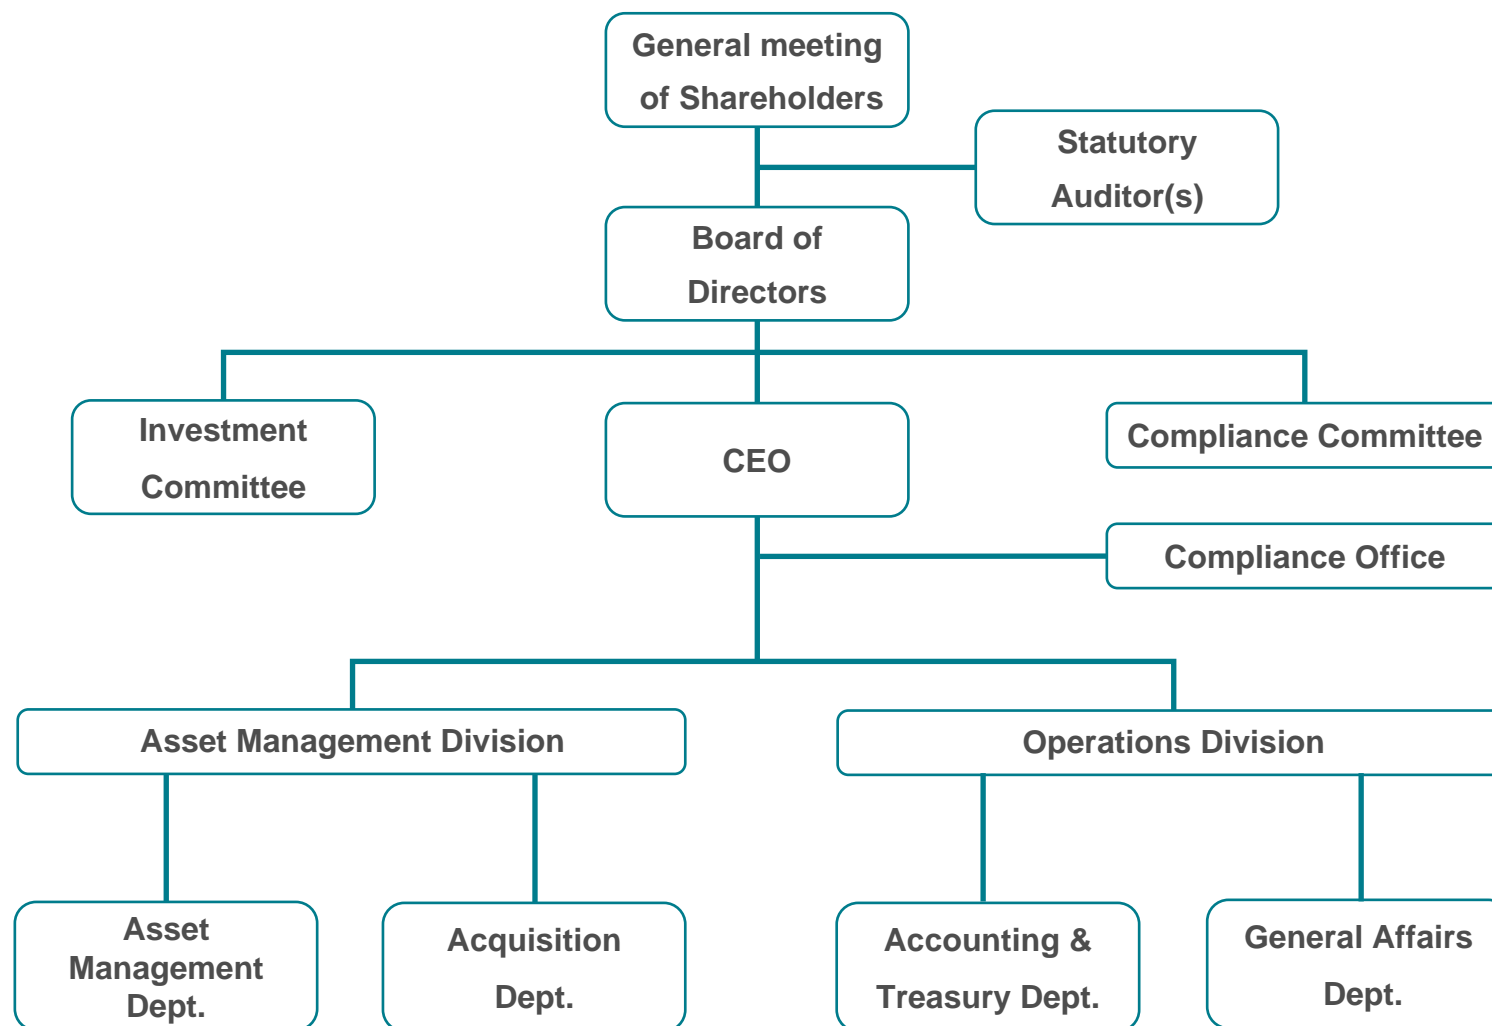 General meeting
of Shareholders
Statutory
Auditor(s)
Board of
Directors
Investment
Committee
CEO
Compliance Committee
Compliance Office
Asset Management Division
Operations Division
Asset
Management
Dept.
Acquisition
Dept.
Accounting &
Treasury Dept.
General Affairs
Dept.